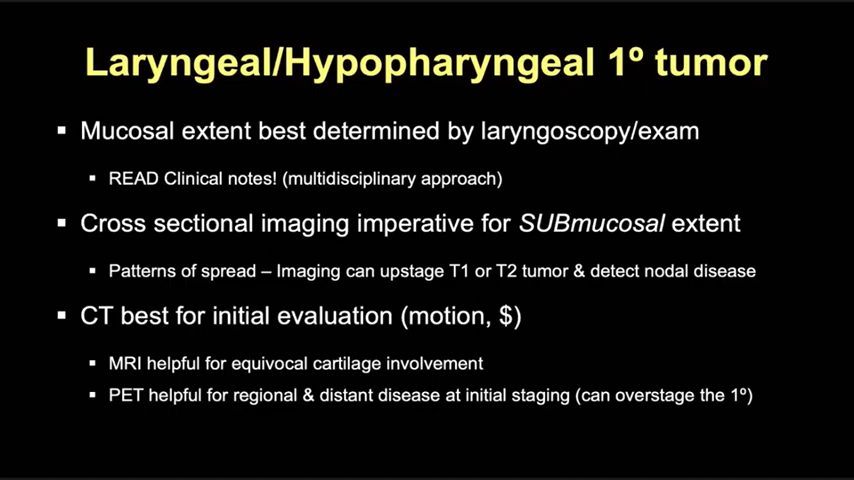 Laryngeal/Hypopharyngeal 1º tumor
▪ Mucosal extent best determined by laryngoscopy/exam
▪ READ Clinical notes! (multidisciplinary approach)
▪ Cross sectional imaging imperative for SUBmucosal extent
▪ Patterns of spread – Imaging can upstage T1 or T2 tumor & detect nodal disease
▪ CT best for initial evaluation (motion, $)
▪ MRI helpful for equivocal cartilage involvement
▪ PET helpful for regional & distant disease at initial staging (can overstage the 1º)